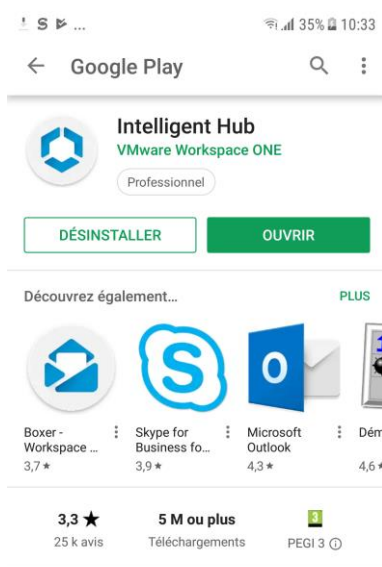 35% 10:33
Google Play
Intelligent Hub
VMware Workspace ONE
Professionnel
DÉSINSTALLER
OUVRIR
Découvrez également...
PLUS
Boxer -
Workspace ...
3,7 ★
Skype for
Business fo...
3,9 ★
Microsoft
Outlook
4,3 ★
Dém
4,6 ★
3,3 ★
25 k avis
5 M ou plus
Téléchargements
3
PEGI 3